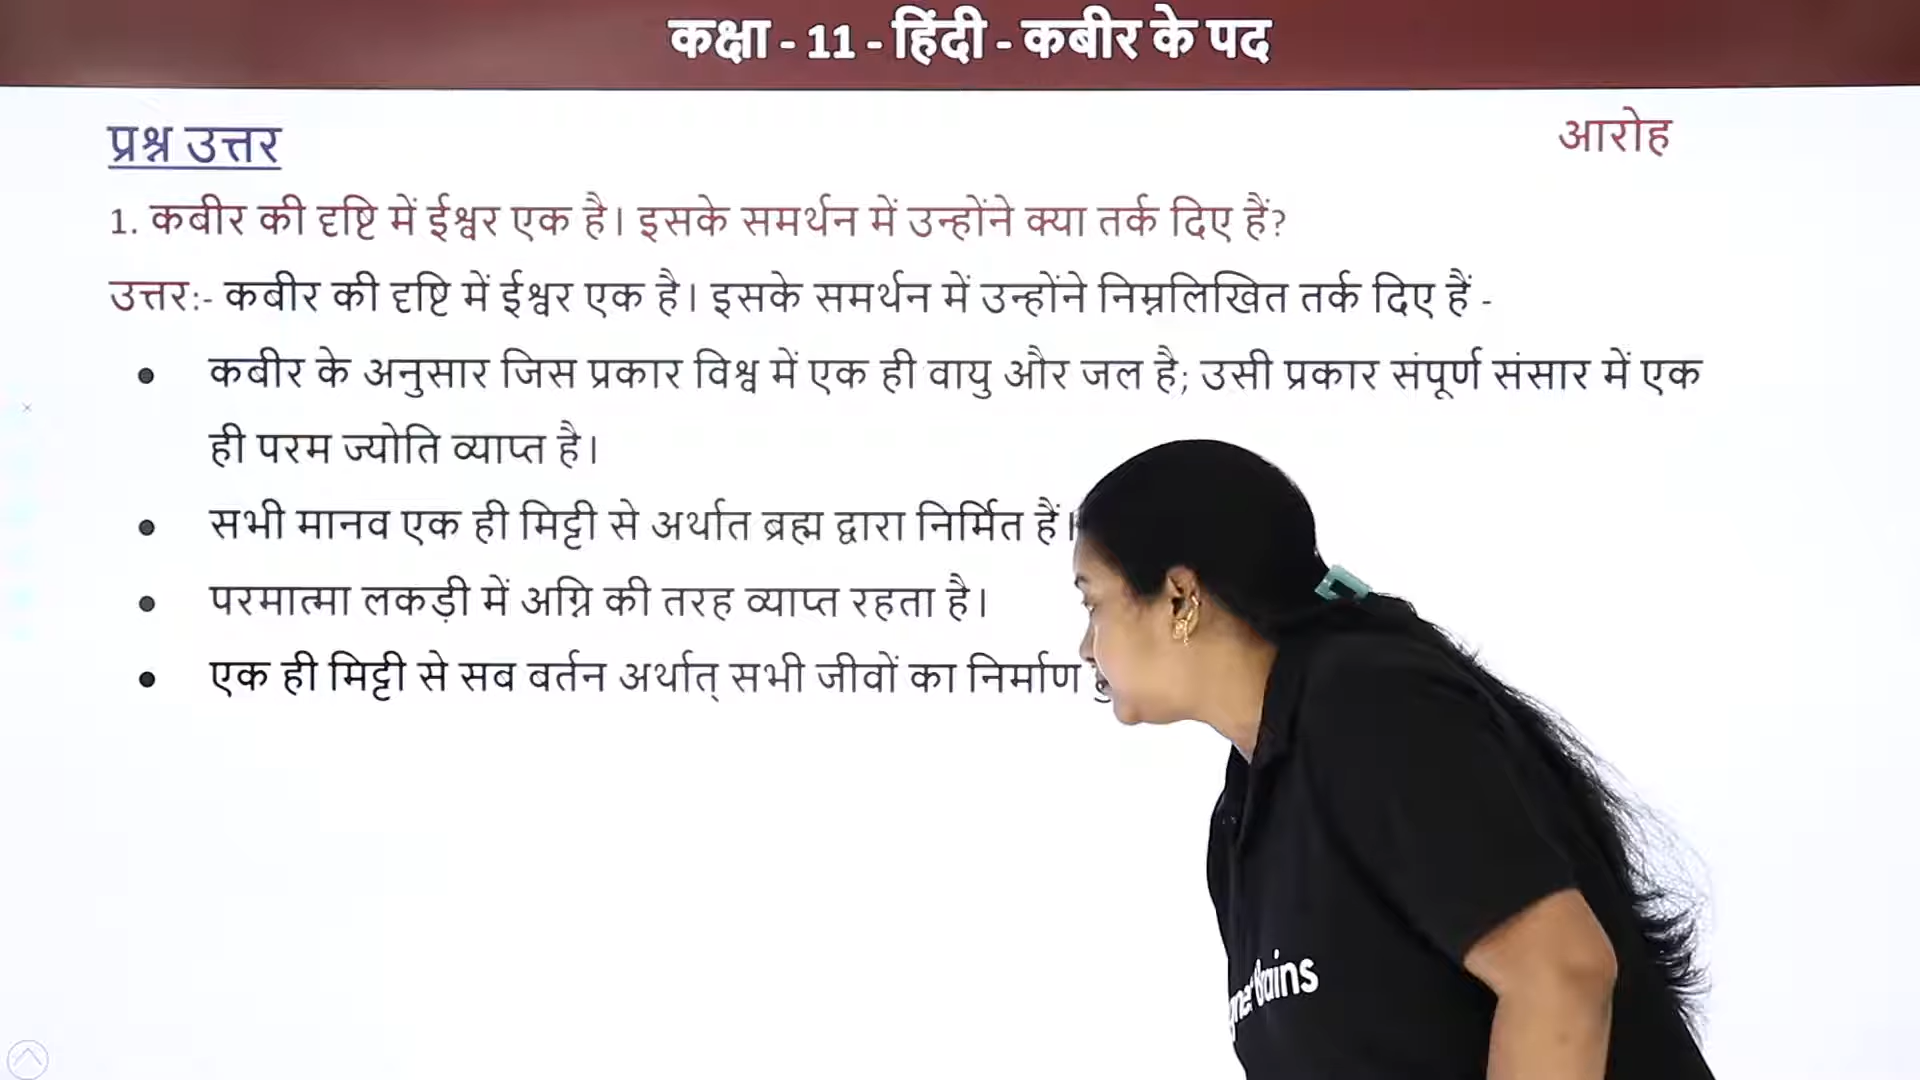 कक्षा - 11 - हिंदी - कबीर के पद
प्रश्न उत्तर
आरोह
1. कबीर की दृष्टि में ईश्वर एक है। इसके समर्थन में उन्होंने क्या तर्क दिए हैं?
उत्तर:- कबीर की दृष्टि में ईश्वर एक है। इसके समर्थन में उन्होंने निम्नलिखित तर्क दिए हैं -
• कबीर के अनुसार जिस प्रकार विश्व में एक ही वायु और जल है; उसी प्रकार संपूर्ण संसार में एक
ही परम ज्योति व्याप्त है।
• सभी मानव एक ही मिट्टी से अर्थात ब्रह्म द्वारा निर्मित हैं।
• परमात्मा लकड़ी में अग्नि की तरह व्याप्त रहता है।
• एक ही मिट्टी से सब बर्तन अर्थात् सभी जीवों का निर्माण
Brains